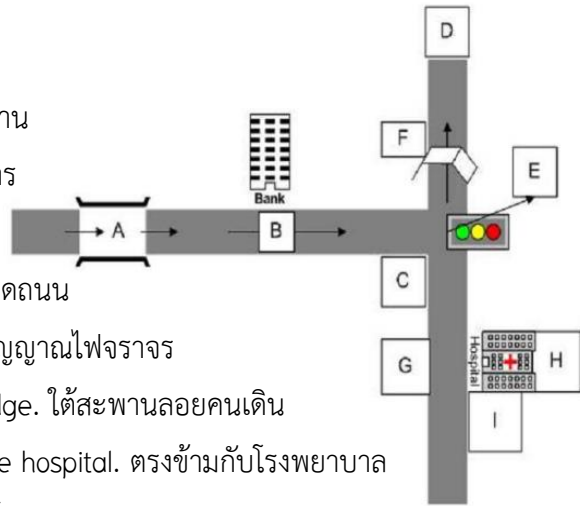 D
าน
F
ร
E
Bank
A
B
ดถนน
C
ญญาณไฟจราจร
Hospital
G
H
dge. ใต้สะพานลอยคนเดิน
I
e hospital. ตรงข้ามกับโรงพยาบาล